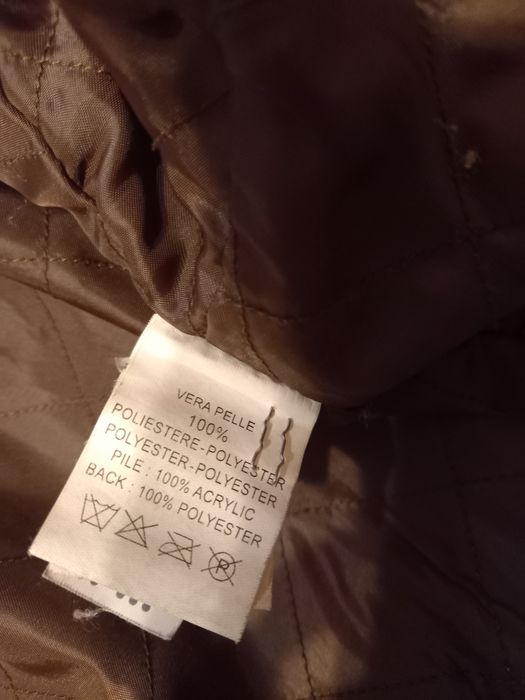 VERA PELLE
100%
POLIESTERE-POLYESTER
POLYESTER-POLYESTER
PILE : 100% ACRYLIC
BACK : 100% POLYESTER
P